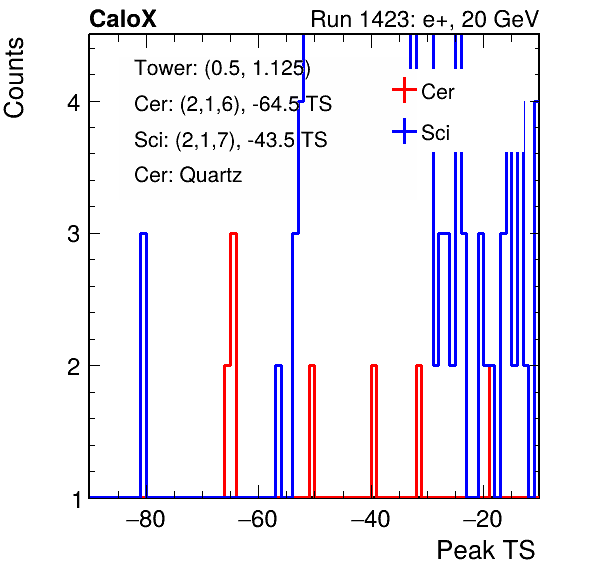 CaloX Run 1423: e+, 20 GeV
Counts
Tower: (0.5, 1.125)
Cer: (2,1,6), -64.5 TS
Sci: (2,1,7), -43.5 TS
Cer: Quartz
Cer
Sci
4
3
2
1
−80 −60 −40 −20
Peak TS